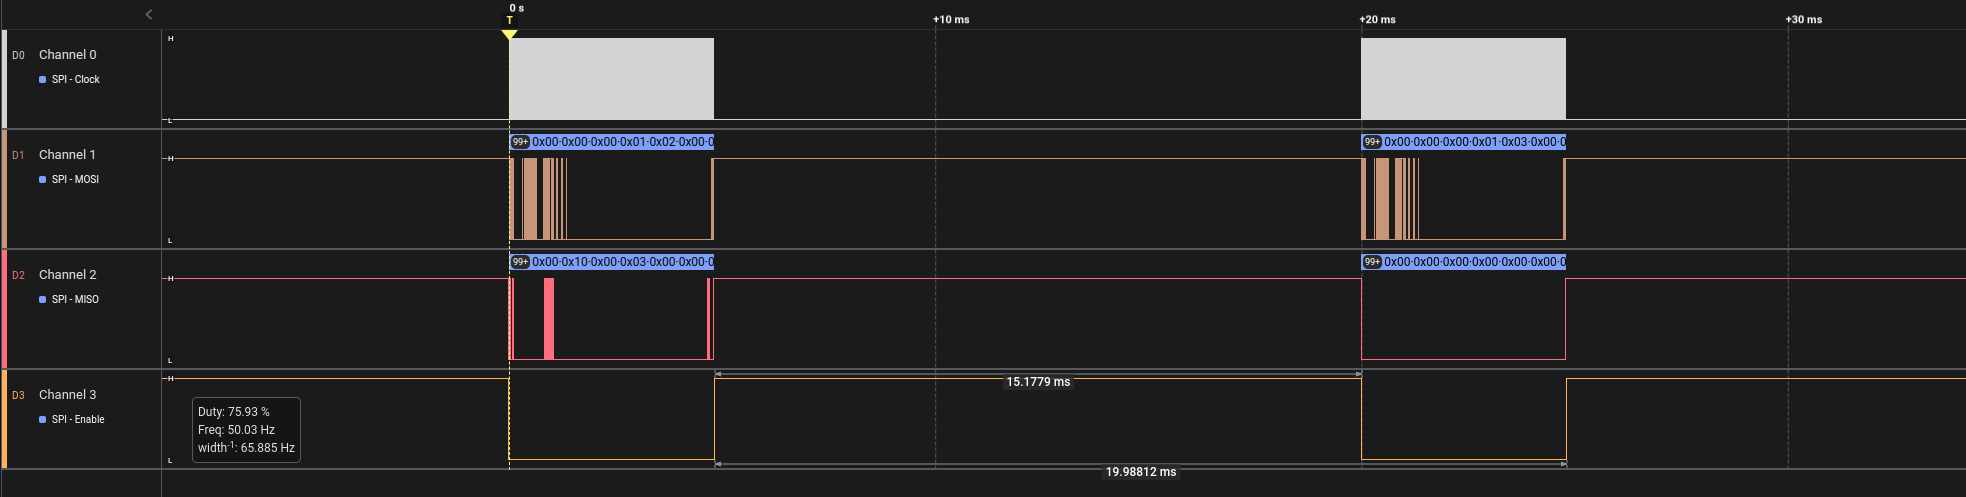 0 s
T
+10 ms
+20 ms
+30 ms
D0 Channel 0
SPI - Clock
H
L
D1 Channel 1
SPI - MOSI
H
L
99+ 0x00·0x00·0x00·0x01·0x02·0x00·0
99+ 0x00·0x00·0x00·0x01·0x03·0x00·0
D2 Channel 2
SPI - MISO
H
L
99+ 0x00·0x10·0x00·0x03·0x00·0x00·0
99+ 0x00·0x00·0x00·0x00·0x00·0x00·0
D3 Channel 3
SPI - Enable
H
L
15.1779 ms
Duty: 75.93 %
Freq: 50.03 Hz
width-1: 65.885 Hz
19.98812 ms